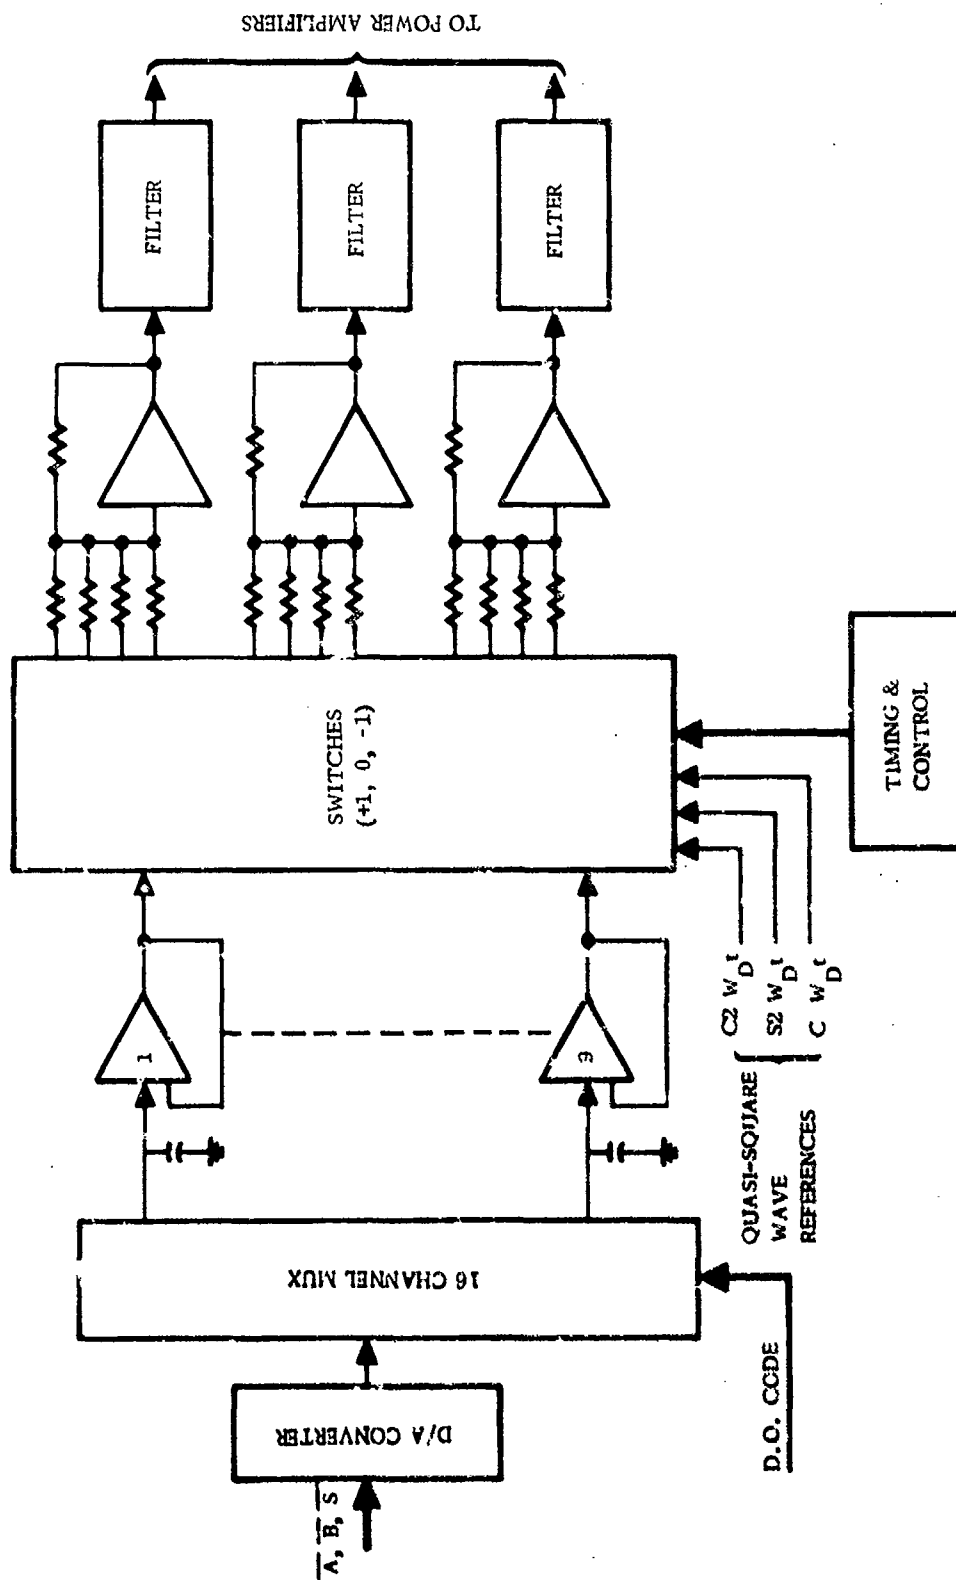 A, B, S
D/A CONVERTER
16 CHANNEL MUX
D.O. CODE
1
9
QUASI-SQUARE
WAVE
REFERENCES
C2 W_D t
S2 W_D t
C W_D t
SWITCHES
(+1, 0, -1)
TIMING &
CONTROL
FILTER
FILTER
FILTER
TO POWER AMPLIFIERS